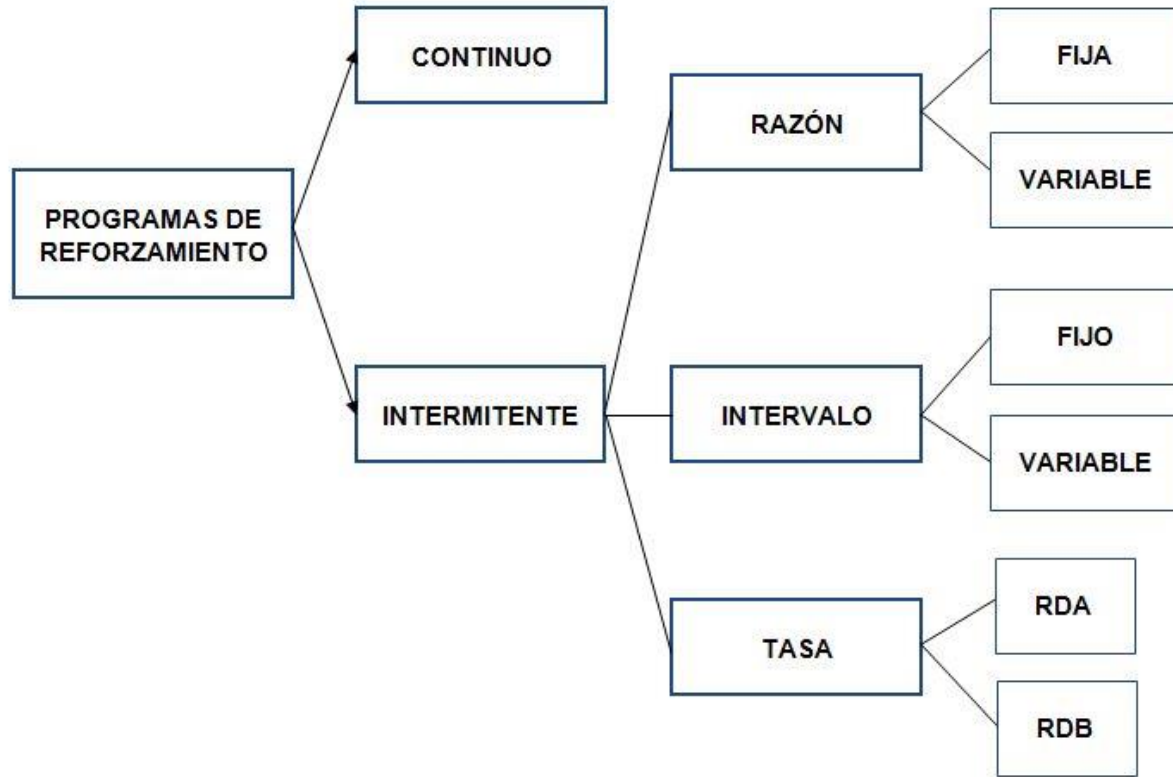 PROGRAMAS DE
REFORZAMIENTO
CONTINUO
INTERMITENTE
RAZÓN
FIJA
VARIABLE
INTERVALO
FIJO
VARIABLE
TASA
RDA
RDB